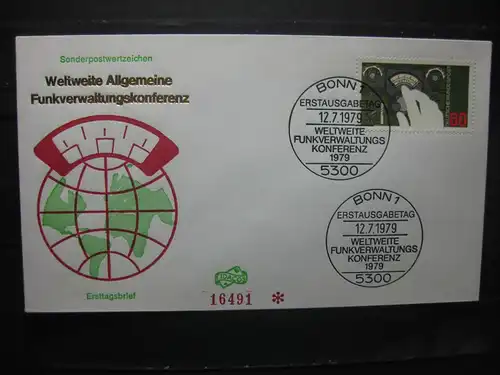 Sonderpostwertzeichen
Weltweite Allgemeine
Funkverwaltungskonferenz
BONN 1
ERSTAUSGABETAG
12.7.1979
WELTWEITE
FUNKVERWALTUNGS
KONFERENZ
1979
5300
60
BONN 1
ERSTAUSGABETAG
12.7.1979
WELTWEITE
FUNKVERWALTUNGS
KONFERENZ
1979
5300
Ersttagsbrief
16491 *